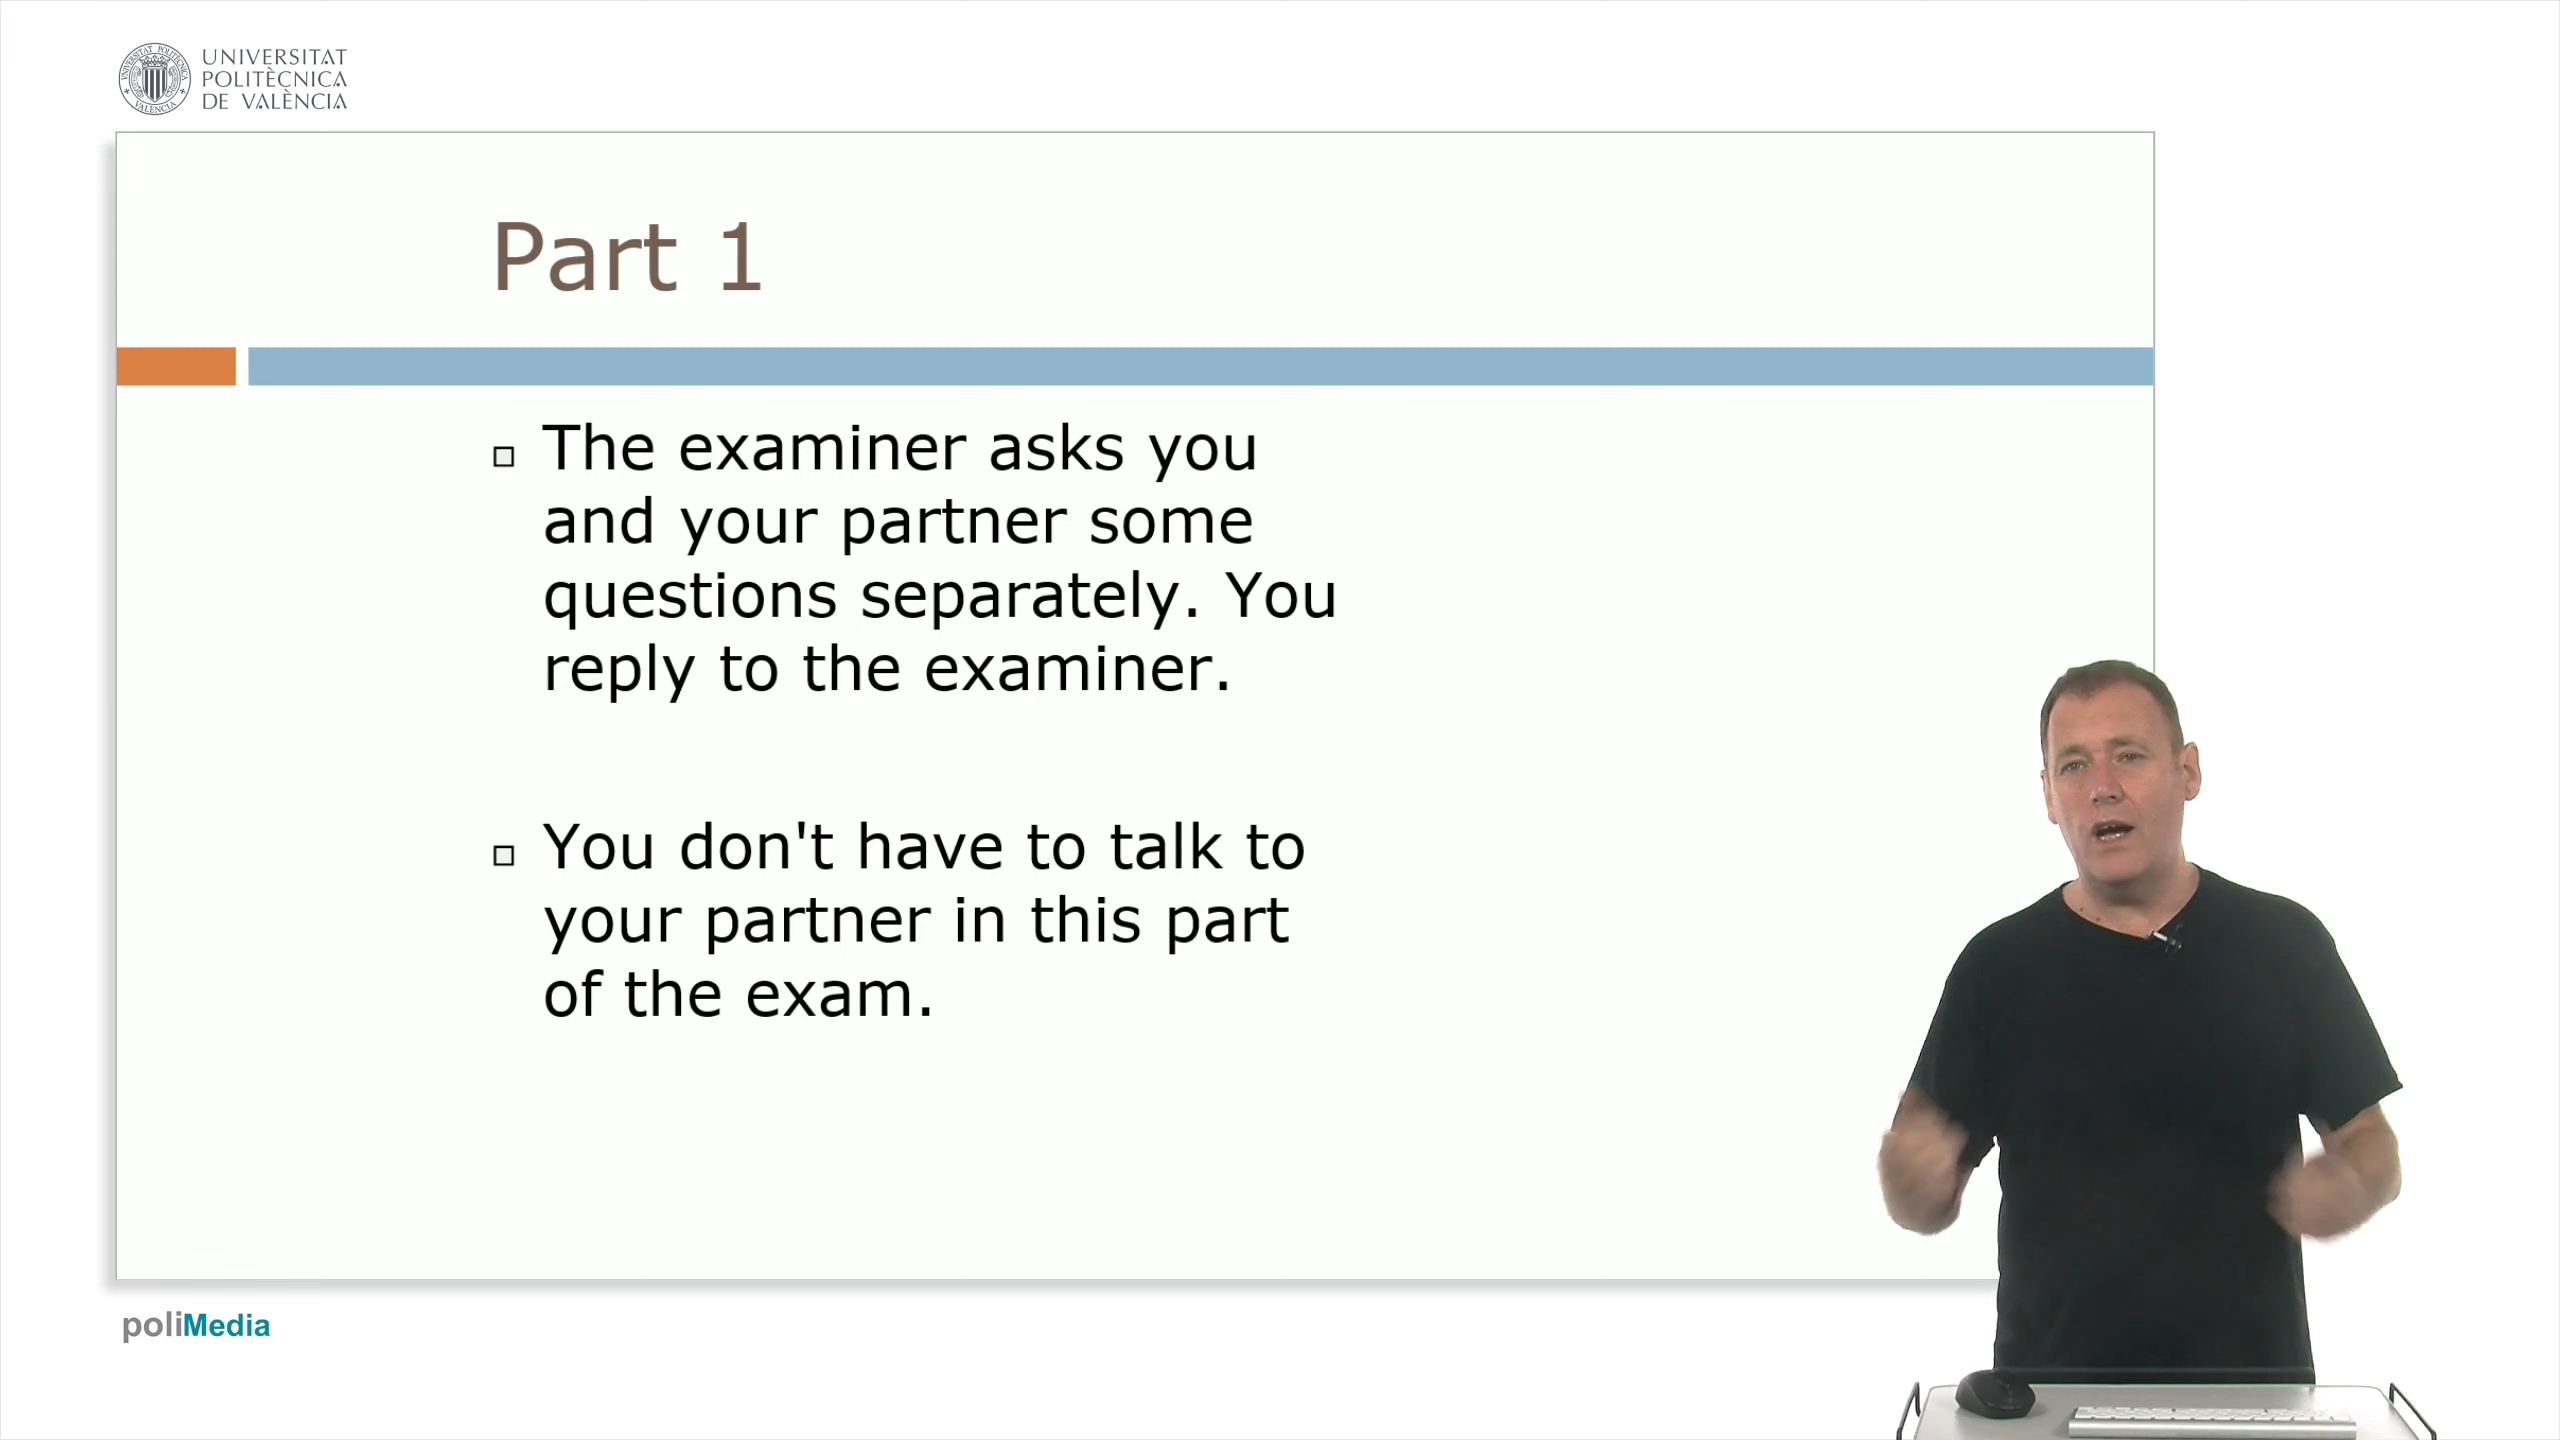 UNIVERSITAT
POLITÈCNICA
DE VALÈNCIA
Part 1
The examiner asks you
and your partner some
questions separately. You
reply to the examiner.
You don't have to talk to
your partner in this part
of the exam.
poliMedia